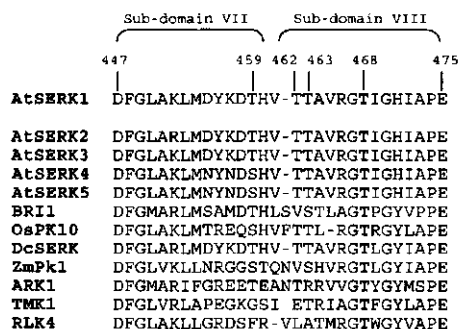 Sub-domain VII Sub-domain VIII
447 459 462 463 468 475
AtSERK1 DFGLAKLMDYKDTHV-TTAVRGTIGHIAPE
AtSERK2 DFGLARLMDYKDTHV-TTAVRGTIGHIAPE
AtSERK3 DFGLAKLMDYKDTHV-TTAVRGTIGHIAPE
AtSERK4 DFGLAKLMNYNDSHV-TTAVRGTIGHIAPE
AtSERK5 DFGLAKLMNYNDSHV-TTAVRGTIGHIAPE
BRI1 DFGMARLMSAMDTHLSVSTLAGTPGYVPPE
OsPK10 DFGLAKLMTREQSHVFTTL-RGTRGYLAPE
DcSERK DFGLARLMDYKDTHV-TTAVRGTLGYIAPE
ZmPk1 DFGLVKLLNRGGSTQNVSHVRGTLGYIAPE
ARK1 DFGMARIFGREETEANTRRVVGTYGYMSPE
TMK1 DFGLVRLAPEGKGSI ETRIAGTFGYLAPE
RLK4 DFGLAKLLGRDSFR-VLATMRGTWGYVAPE